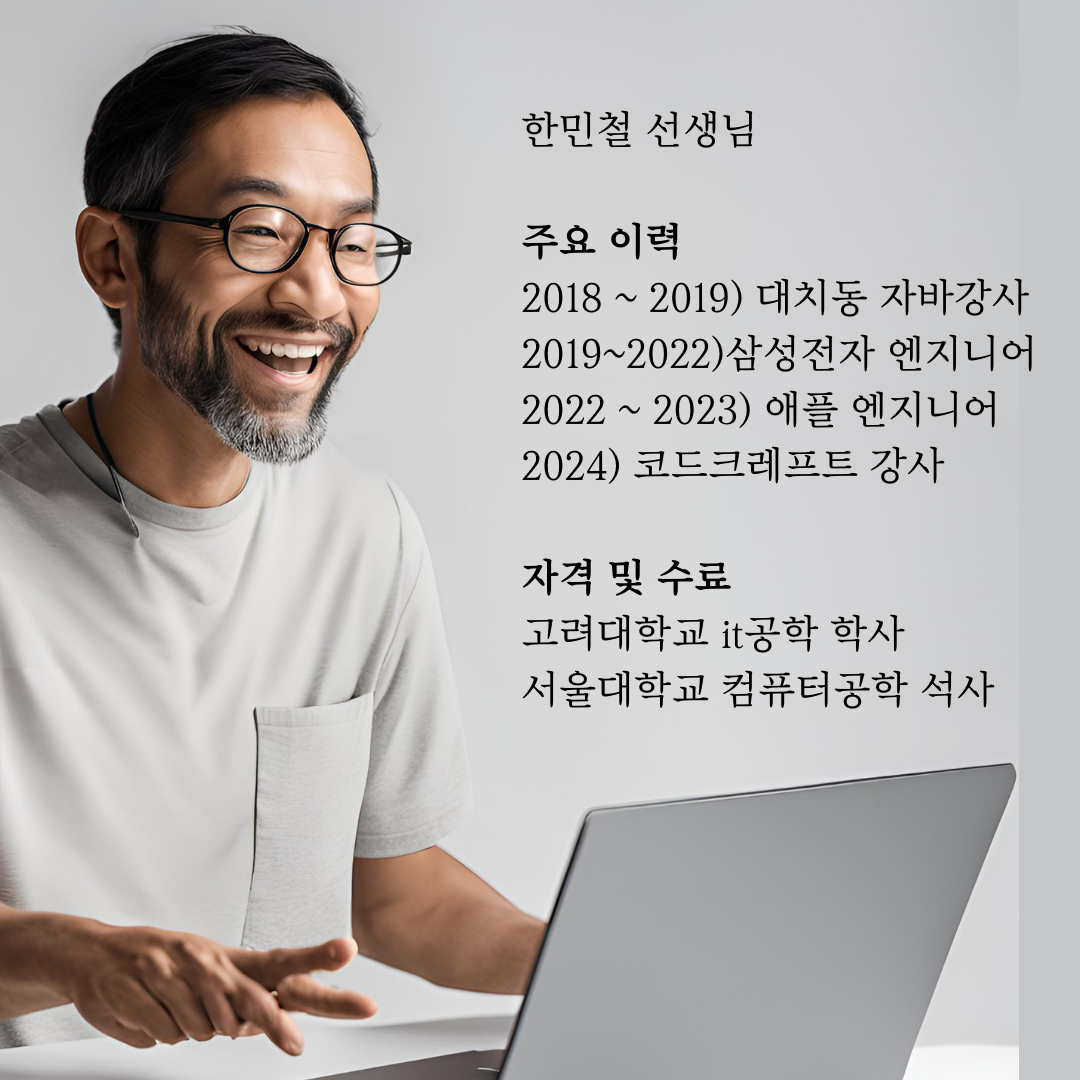 한민철 선생님
주요 이력
2018 ~ 2019) 대치동 자바강사
2019~2022)삼성전자 엔지니어
2022 ~ 2023) 애플 엔지니어
2024) 코드크레프트 강사
자격 및 수료
고려대학교 it공학 학사
서울대학교 컴퓨터공학 석사